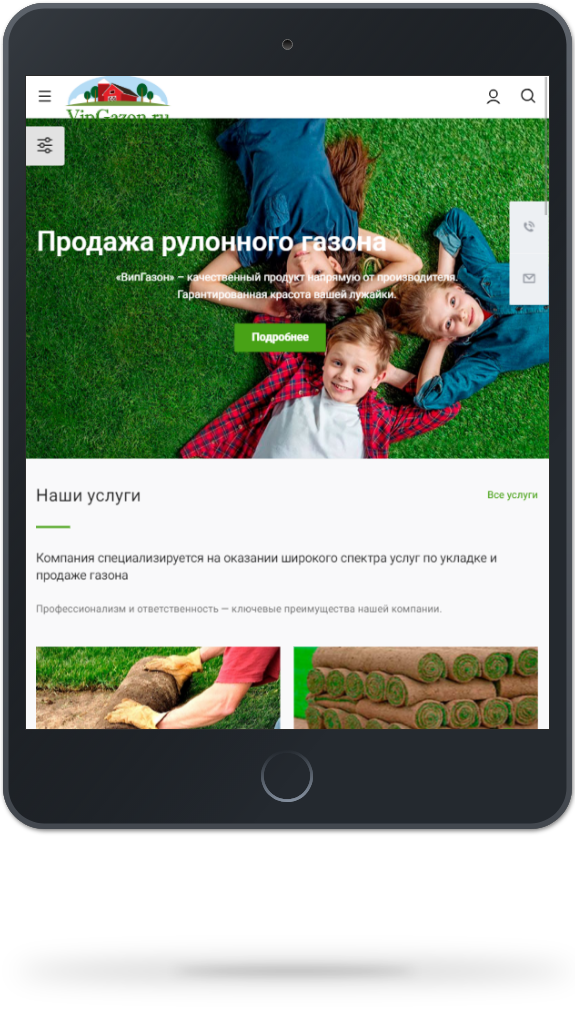 VipGazon.ru
Продажа рулонного газона
«ВипГазон» – качественный продукт напрямую от производителя.
Гарантированная красота вашей лужайки.
Подробнее
Наши услуги
Все услуги
Компания специализируется на оказании широкого спектра услуг по укладке и
продаже газона
Профессионализм и ответственность — ключевые преимущества нашей компании.